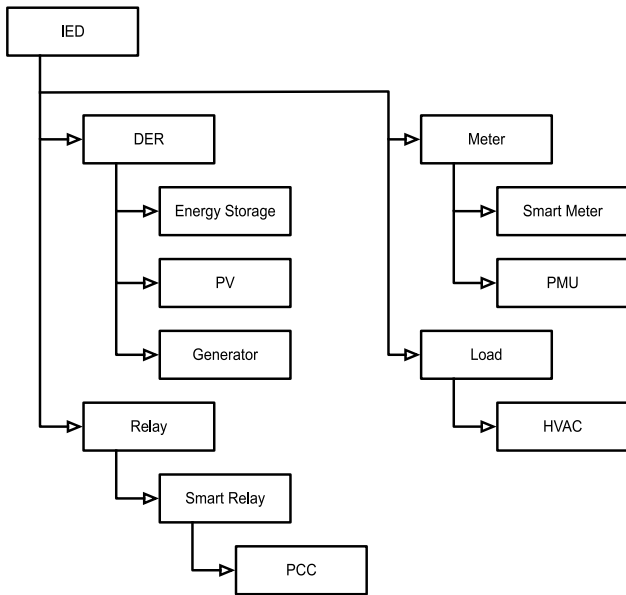 IED
DER
Energy Storage
PV
Generator
Relay
Smart Relay
PCC
Meter
Smart Meter
PMU
Load
HVAC